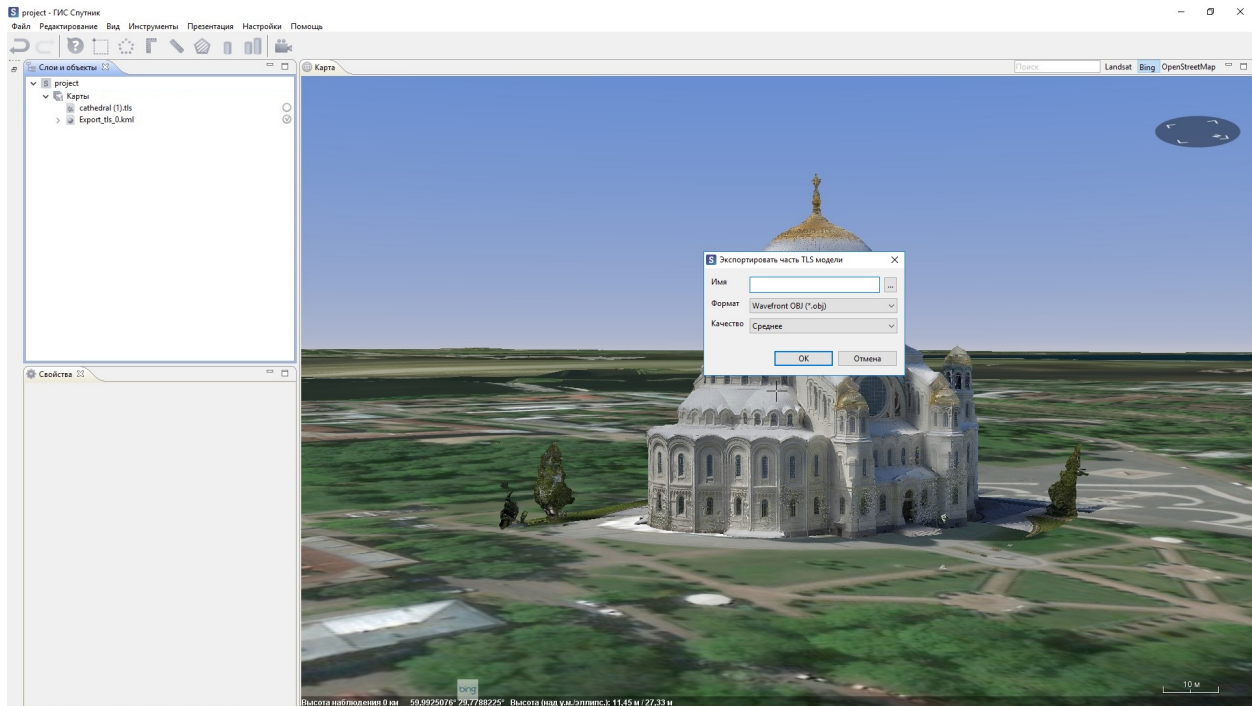 S project - ГИС Спутник
Файл Редактирование Вид Инструменты Презентация Настройки Помощь
Слои и объекты
Карта
Поиск
Landsat Bing OpenStreetMap
S project
Карты
cathedral (1).tls
Export_tls_0.kml
S Экспортировать часть TLS модели
Имя
...
Формат Wavefront OBJ (*.obj)
Качество Среднее
OK Отмена
Свойства
bing
10 м
Высота наблюдения 0 км 59,9925076° 29,7788225° Высота (над у.м./эллипс.): 11,45 м / 27,33 м